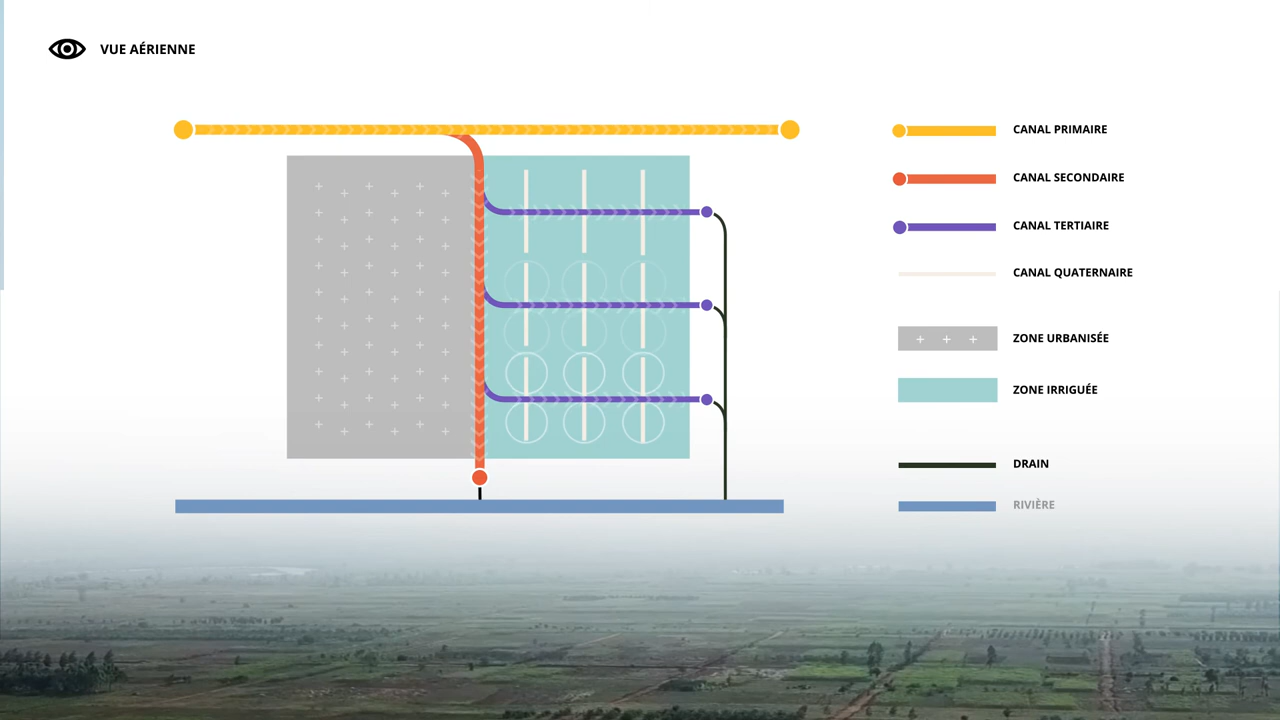 VUE AÉRIENNE
CANAL PRIMAIRE
CANAL SECONDAIRE
CANAL TERTIAIRE
CANAL QUATERNAIRE
ZONE URBANISÉE
ZONE IRRIGUÉE
DRAIN
RIVIÈRE